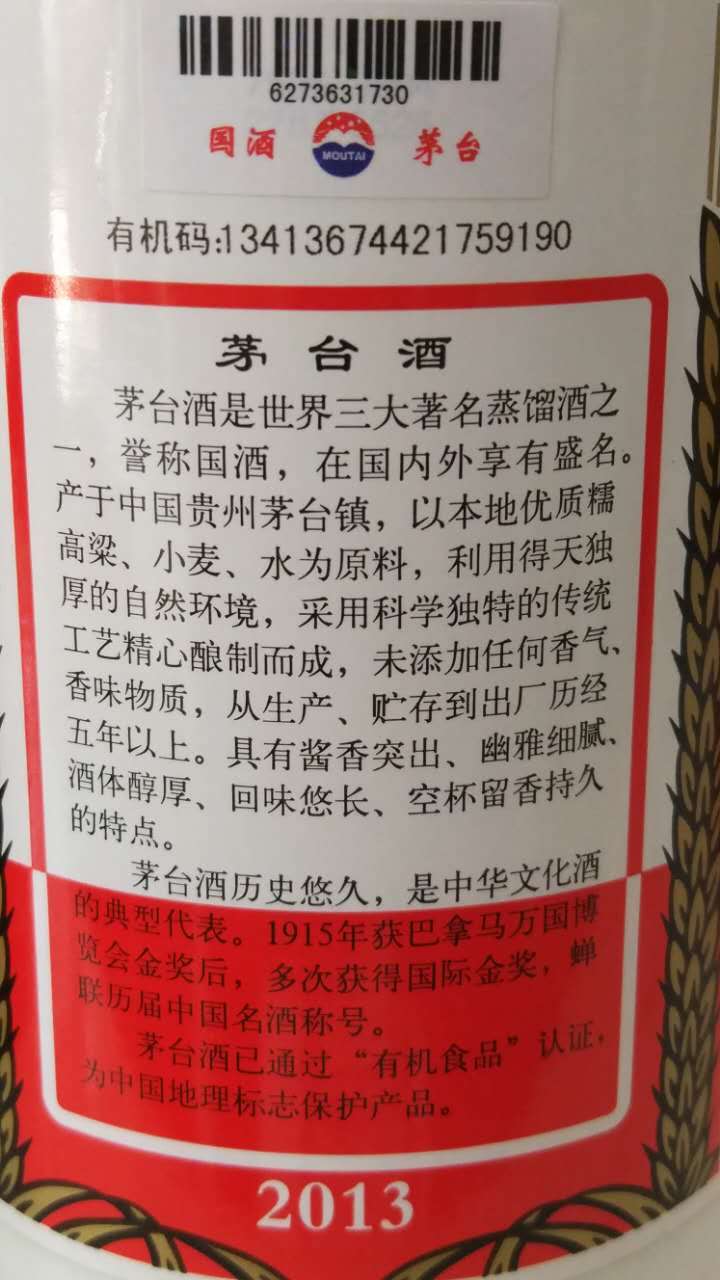 6273631730
国酒 MOUTAI 茅台
有机码:13413674421759190
茅台酒
茅台酒是世界三大著名蒸馏酒之
一，誉称国酒，在国内外享有盛名。
产于中国贵州茅台镇，以本地优质糯
高粱、小麦、水为原料，利用得天独
厚的自然环境，采用科学独特的传统
工艺精心酿制而成，未添加任何香气、
香味物质，从生产、贮存到出厂历经
五年以上。具有酱香突出、幽雅细腻、
酒体醇厚、回味悠长、空杯留香持久
的特点。
茅台酒历史悠久，是中华文化酒
的典型代表。1915年获巴拿马万国博
览会金奖后，多次获得国际金奖，蝉
联历届中国名酒称号。
茅台酒已通过“有机食品”认证，
为中国地理标志保护产品。
2013